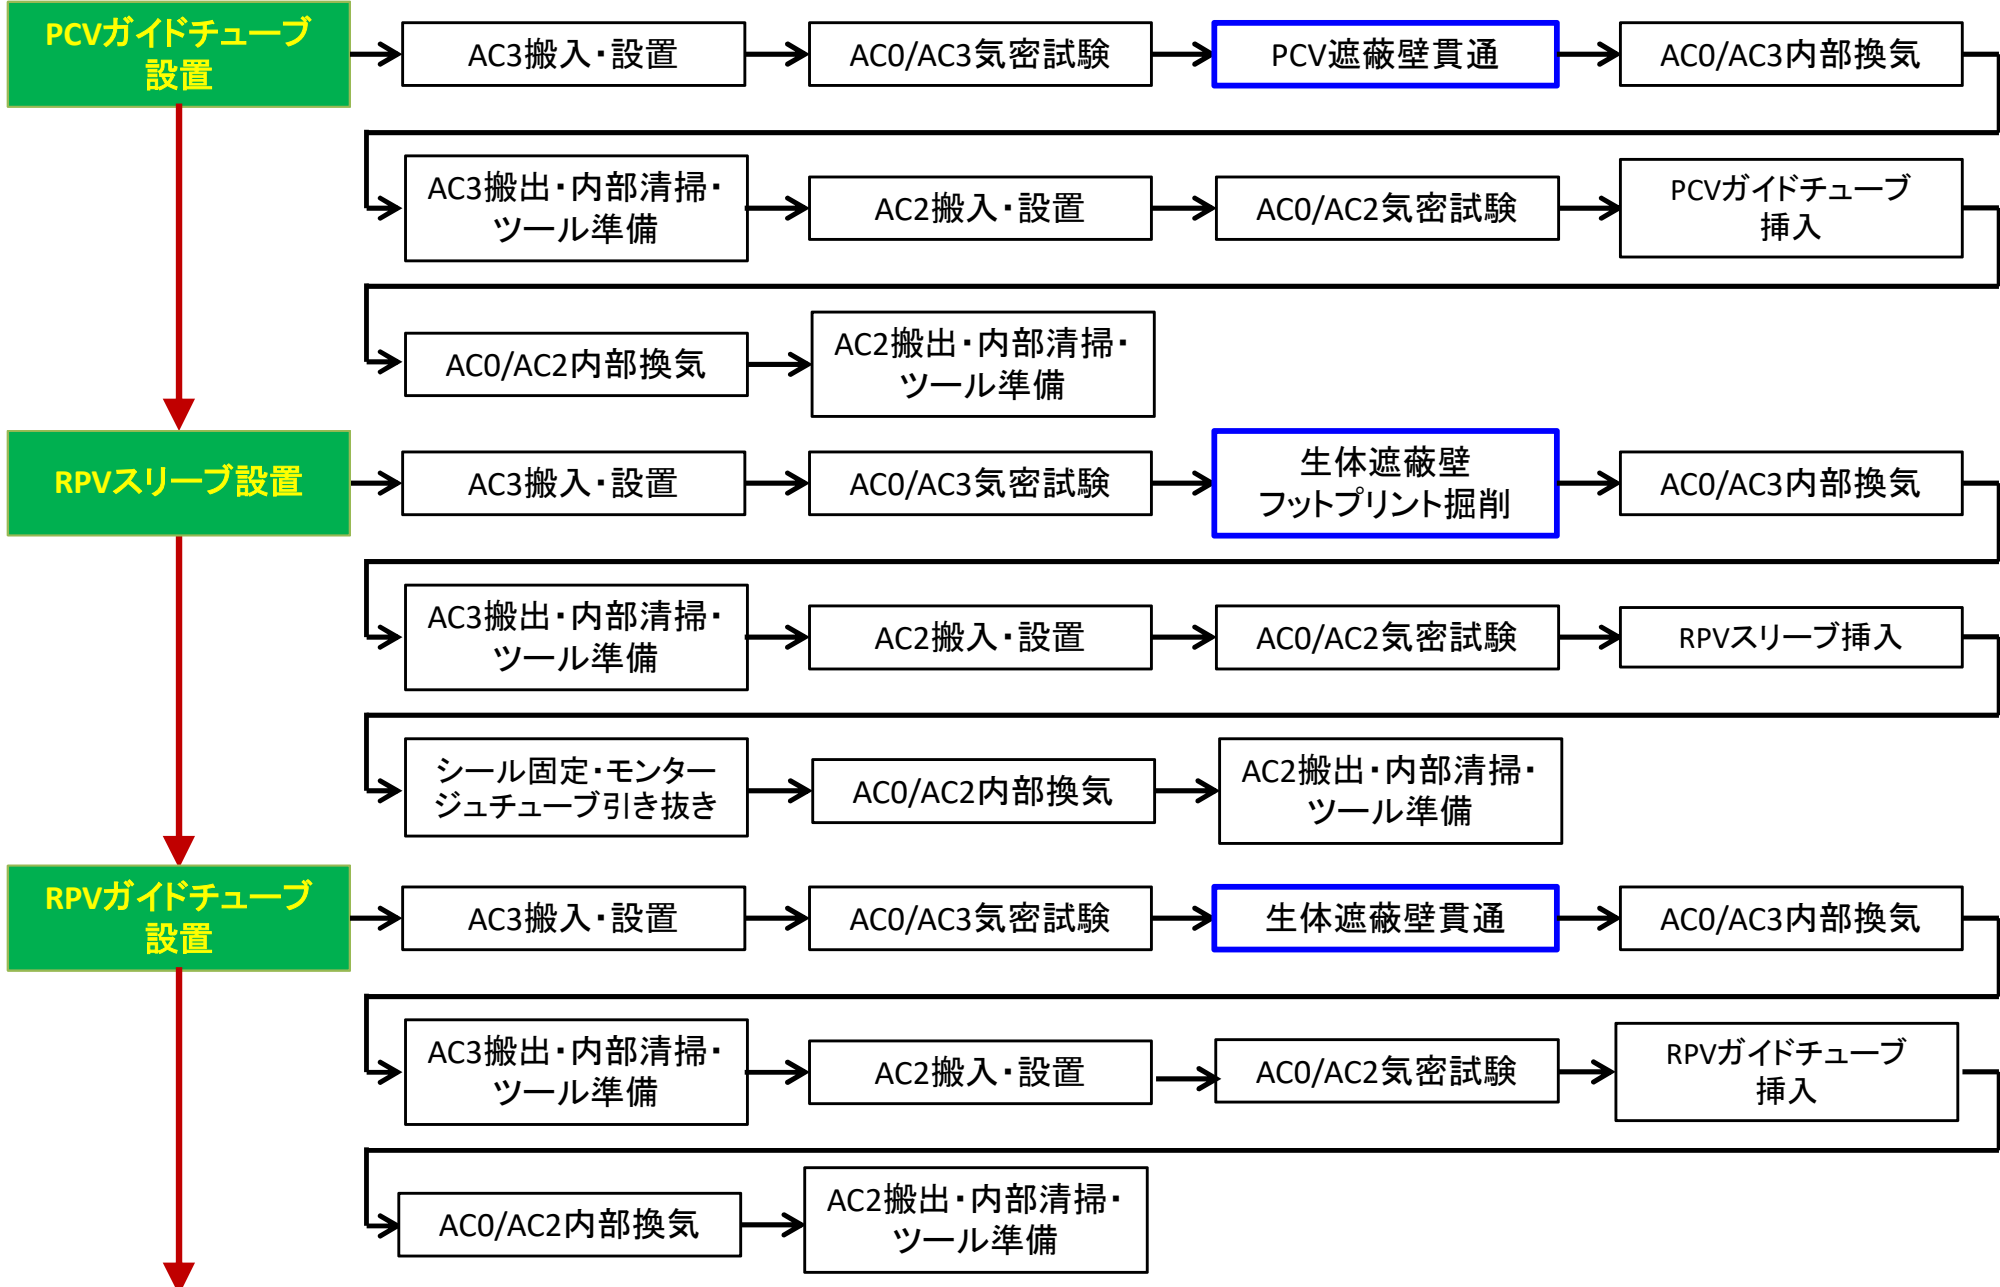 PCVガイドチューブ
設置
AC3搬入・設置
AC0/AC3気密試験
PCV遮蔽壁貫通
AC0/AC3内部換気
AC3搬出・内部清掃・
ツール準備
AC2搬入・設置
AC0/AC2気密試験
PCVガイドチューブ
挿入
AC0/AC2内部換気
AC2搬出・内部清掃・
ツール準備
RPVスリーブ設置
AC3搬入・設置
AC0/AC3気密試験
生体遮蔽壁
フットプリント掘削
AC0/AC3内部換気
AC3搬出・内部清掃・
ツール準備
AC2搬入・設置
AC0/AC2気密試験
RPVスリーブ挿入
シール固定・モンター
ジュチューブ引き抜き
AC0/AC2内部換気
AC2搬出・内部清掃・
ツール準備
RPVガイドチューブ
設置
AC3搬入・設置
AC0/AC3気密試験
生体遮蔽壁貫通
AC0/AC3内部換気
AC3搬出・内部清掃・
ツール準備
AC2搬入・設置
AC0/AC2気密試験
RPVガイドチューブ
挿入
AC0/AC2内部換気
AC2搬出・内部清掃・
ツール準備